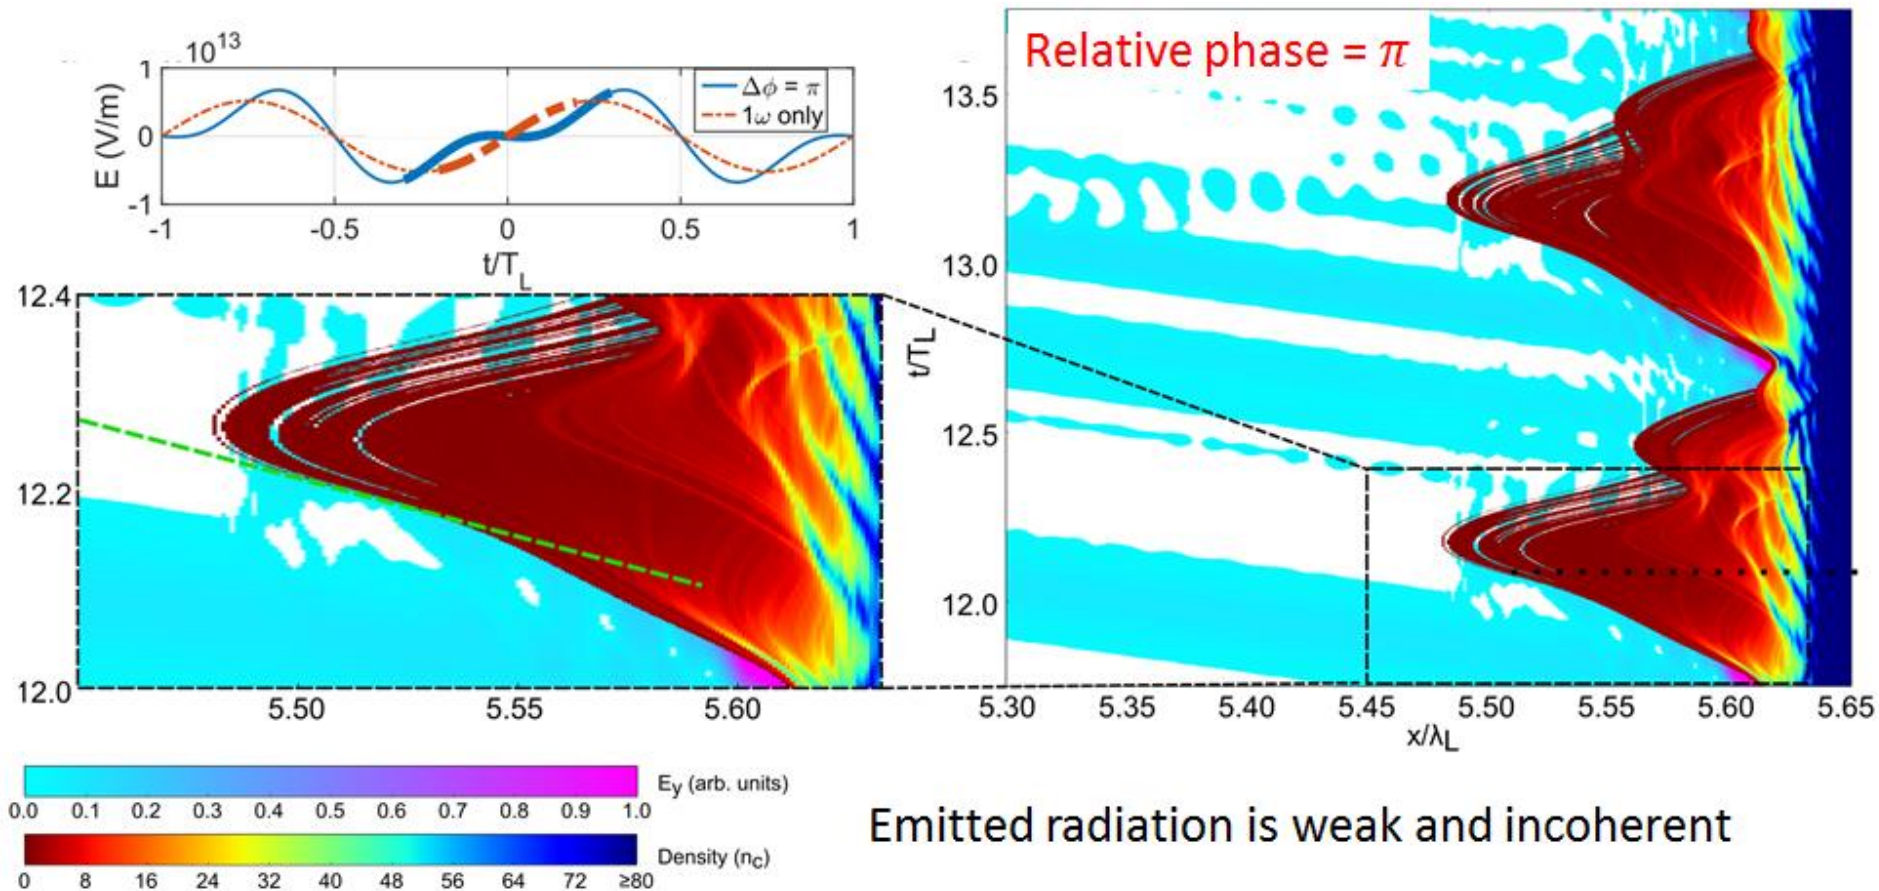 Relative phase = π
10^13
E (V/m)
1
0
-1
Δϕ = π
1ω only
-1
-0.5
0
0.5
1
t/T_L
12.4
12.2
12.0
5.50
5.55
5.60
t/T_L
13.5
13.0
12.5
12.0
5.30
5.35
5.40
5.45
5.50
5.55
5.60
5.65
x/λ_L
E_y (arb. units)
0.0 0.1 0.2 0.3 0.4 0.5 0.6 0.7 0.8 0.9 1.0
Density (n_c)
0 8 16 24 32 40 48 56 64 72 ≥80
Emitted radiation is weak and incoherent